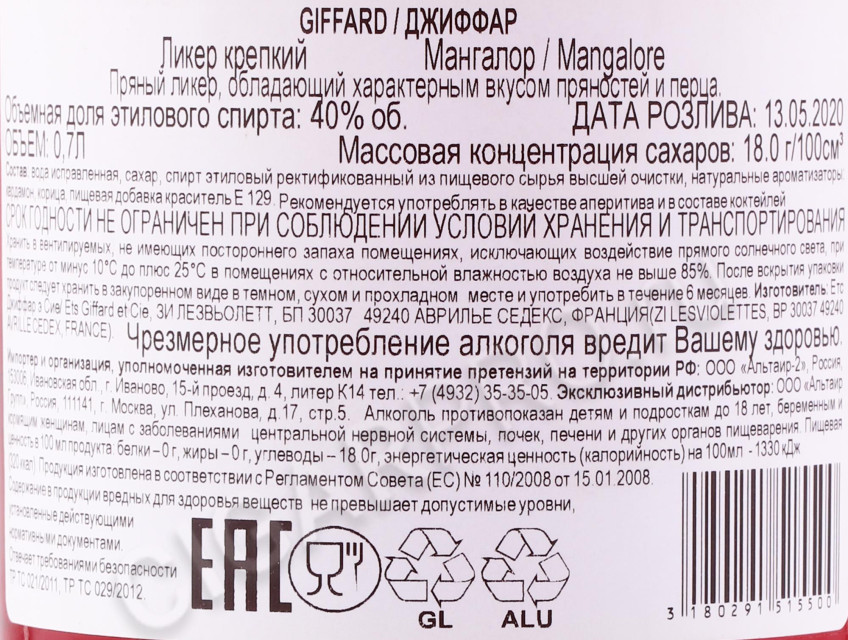 GIFFARD / ДЖИФФАР
Ликер крепкий Мангалор / Mangalore
Пряный ликер, обладающий характерным вкусом пряностей и перца.
Объемная доля этилового спирта: 40% об. ДАТА РОЗЛИВА: 13.05.2020
ОБЪЕМ: 0,7Л Массовая концентрация сахаров: 18.0 г/100см³
Состав: вода исправленная, сахар, спирт этиловый ректификованный из пищевого сырья высшей очистки, натуральные ароматизаторы:
кардамон, корица, пищевая добавка краситель Е 129. Рекомендуется употреблять в качестве аперитива и в составе коктейлей
СРОК ГОДНОСТИ НЕ ОГРАНИЧЕН ПРИ СОБЛЮДЕНИИ УСЛОВИЙ ХРАНЕНИЯ И ТРАНСПОРТИРОВАНИЯ
Хранить в вентилируемых, не имеющих постороннего запаха помещениях, исключающих воздействие прямого солнечного света, при
температуре от минус 10°С до плюс 25°С в помещениях с относительной влажностью воздуха не выше 85%. После вскрытия упаковки
продукт следует хранить в закупоренном виде в темном, сухом и прохладном месте и употребить в течение 6 месяцев. Изготовитель: Етс
Джиффар э Сие/ Ets Giffard et Cie, ЗИ ЛЕЗВЬОЛЕТТ, БП 30037 49240 АВРИЛЬЕ СЕДЕКС, ФРАНЦИЯ(ZI LESVIOLETTES, BP 30037 49240
AVRILLE CEDEX, FRANCE). Чрезмерное употребление алкоголя вредит Вашему здоровью.
Импортер и организация, уполномоченная изготовителем на принятие претензий на территории РФ: ООО «Альтаир-2», Россия,
153006, Ивановская обл., г. Иваново, 15-й проезд, д. 4, литер К14 тел.: +7 (4932) 35-35-05. Эксклюзивный дистрибьютор: ООО «Альтаир
групп», Россия, 111141, г. Москва, ул. Плеханова, д.17, стр.5. Алкоголь противопоказан детям и подросткам до 18 лет, беременным и
кормящим женщинам, лицам с заболеваниями центральной нервной системы, почек, печени и других органов пищеварения. Пищевая
ценность в 100 мл продукта: белки – 0 г, жиры – 0 г, углеводы – 18.0г, энергетическая ценность (калорийность) на 100мл - 1330 кДж
(320 ккал) Продукция изготовлена в соответствии с Регламентом Совета (ЕС) № 110/2008 от 15.01.2008.
Содержание в продукции вредных для здоровья веществ не превышает допустимые уровни,
установленные действующими
нормативными документами.
Отвечает требованиями безопасности
ТР ТС 021/2011, ТР ТС 029/2012.
EAC
GL ALU
3 180291 515500